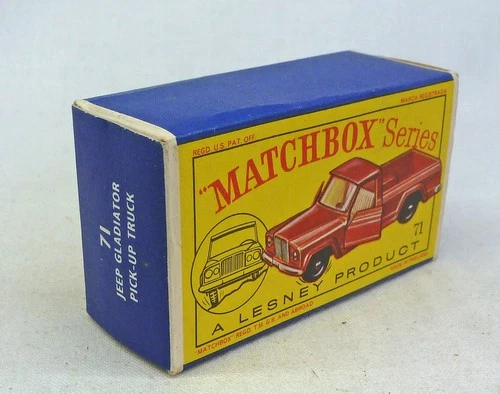 71
JEEP GLADIATOR
PICK-UP TRUCK
REGD. U.S. PAT. OFF.
MARCA REGISTRADA
"MATCHBOX" Series
71
A LESNEY PRODUCT
"MATCHBOX" REGD. T.M. G.B. AND ABROAD